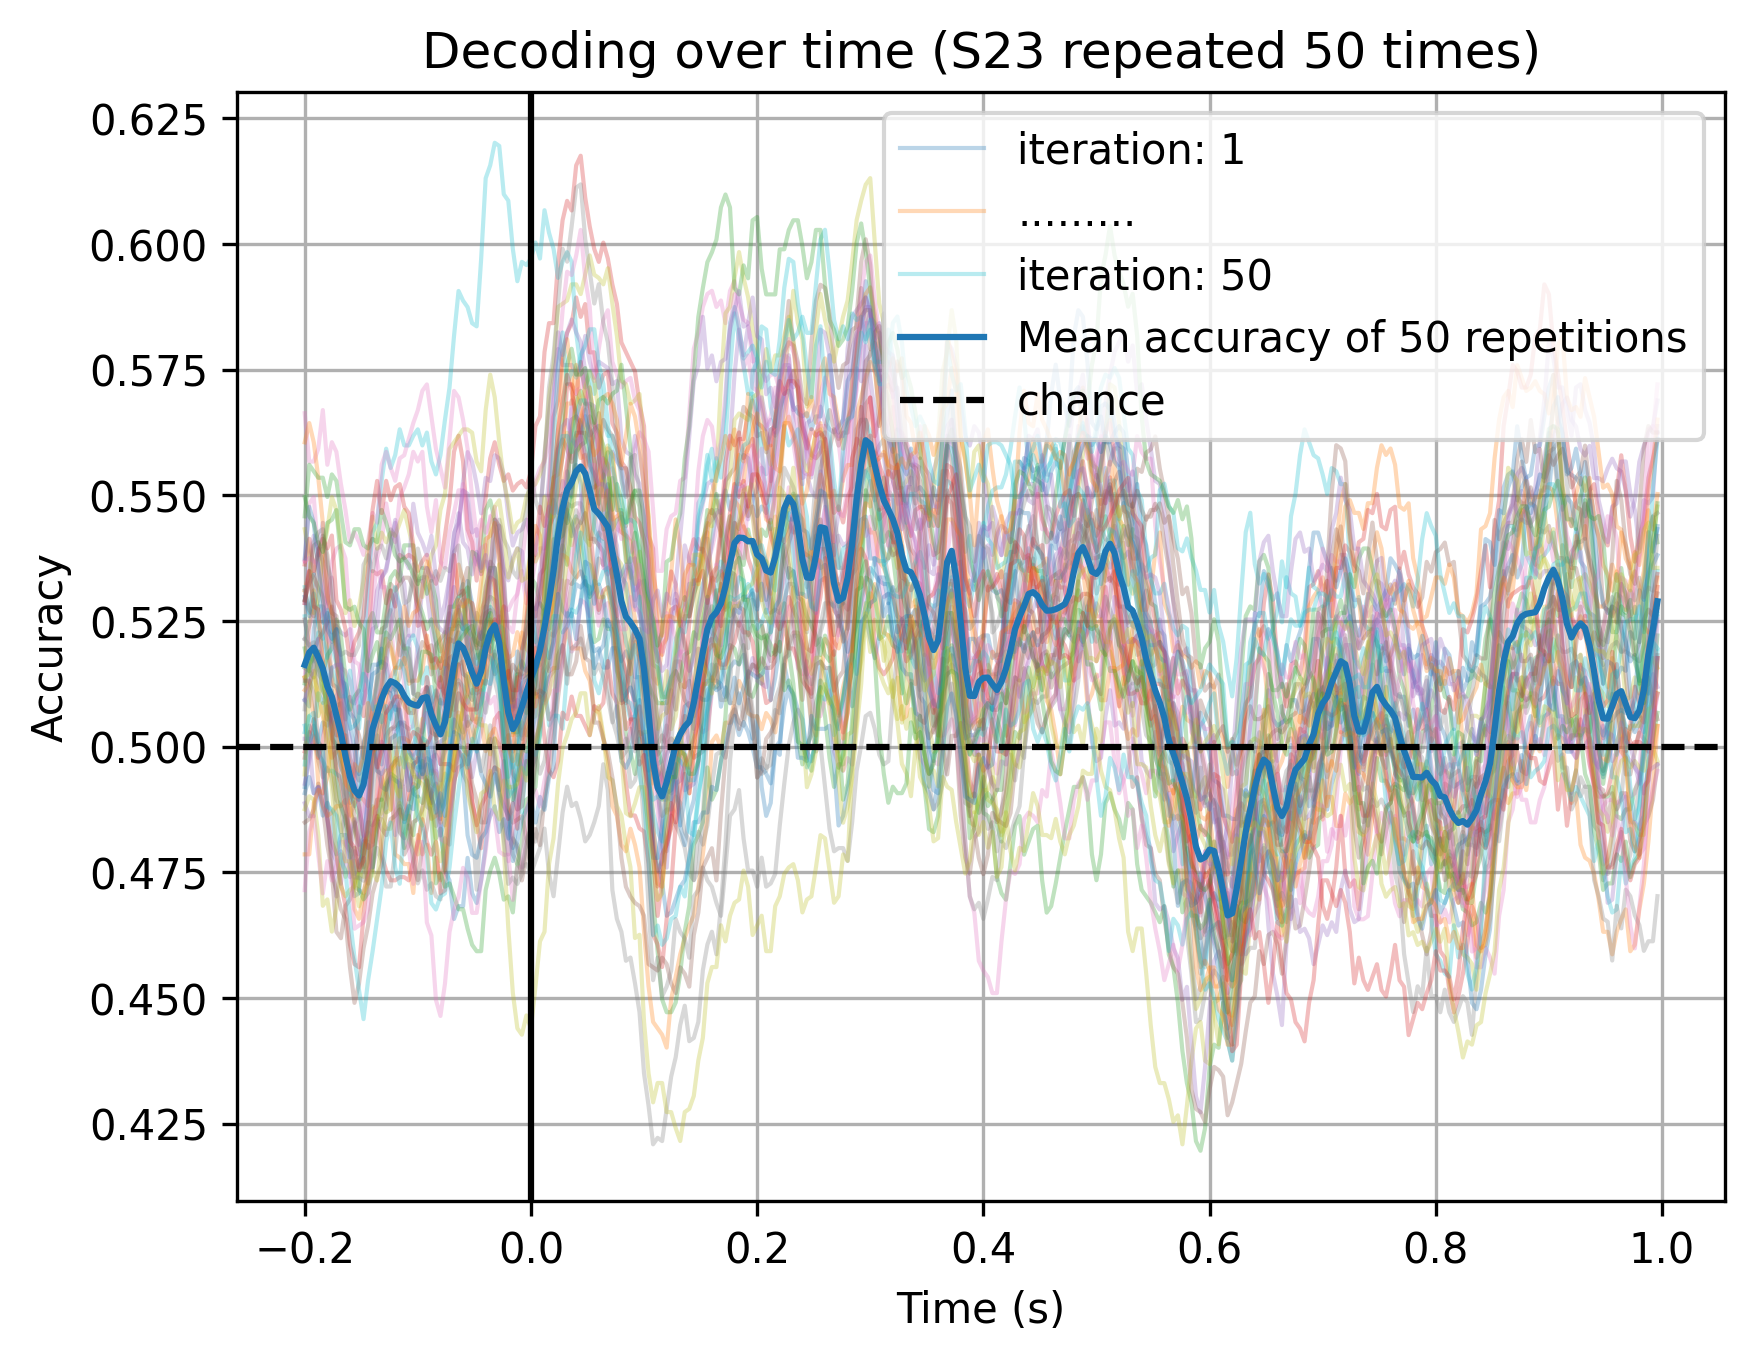 Decoding over time (S23 repeated 50 times)
0.625
0.600
0.575
0.550
0.525
0.500
0.475
0.450
0.425
Accuracy
iteration: 1
.........
iteration: 50
Mean accuracy of 50 repetitions
chance
−0.2 0.0 0.2 0.4 0.6 0.8 1.0
Time (s)